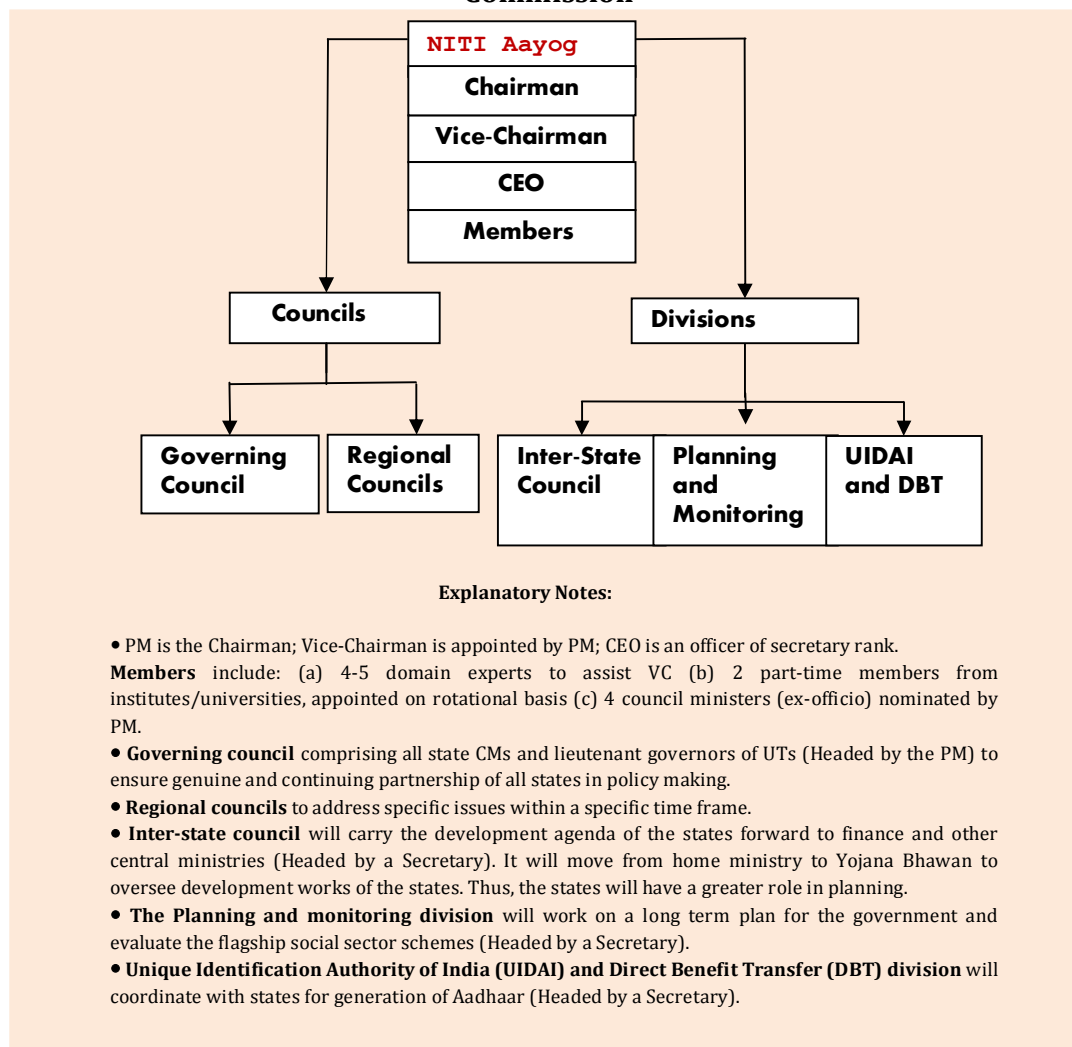 Commission
NITI Aayog
Chairman
Vice-Chairman
CEO
Members
Councils
Divisions
Governing
Council
Regional
Councils
Inter-State
Council
Planning
and
Monitoring
UIDAI
and DBT
Explanatory Notes:
• PM is the Chairman; Vice-Chairman is appointed by PM; CEO is an officer of secretary rank.
Members include: (a) 4-5 domain experts to assist VC (b) 2 part-time members from
institutes/universities, appointed on rotational basis (c) 4 council ministers (ex-officio) nominated by
PM.
• Governing council comprising all state CMs and lieutenant governors of UTs (Headed by the PM) to
ensure genuine and continuing partnership of all states in policy making.
• Regional councils to address specific issues within a specific time frame.
• Inter-state council will carry the development agenda of the states forward to finance and other
central ministries (Headed by a Secretary). It will move from home ministry to Yojana Bhawan to
oversee development works of the states. Thus, the states will have a greater role in planning.
• The Planning and monitoring division will work on a long term plan for the government and
evaluate the flagship social sector schemes (Headed by a Secretary).
• Unique Identification Authority of India (UIDAI) and Direct Benefit Transfer (DBT) division will
coordinate with states for generation of Aadhaar (Headed by a Secretary).